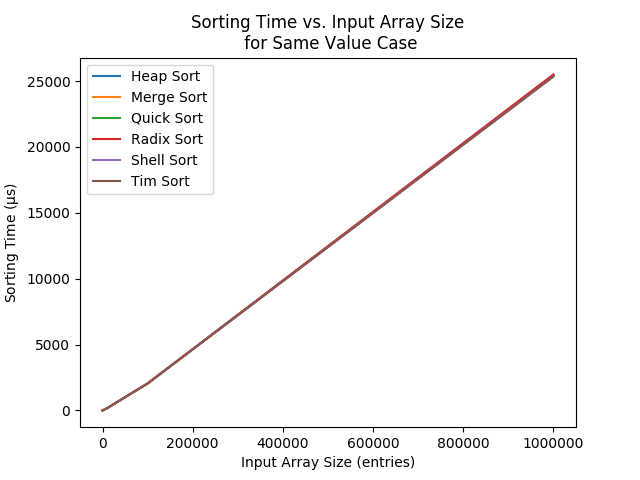 Sorting Time vs. Input Array Size
for Same Value Case
Heap Sort
Merge Sort
Quick Sort
Radix Sort
Shell Sort
Tim Sort
Sorting Time (µs)
25000
20000
15000
10000
5000
0
0 200000 400000 600000 800000 1000000
Input Array Size (entries)